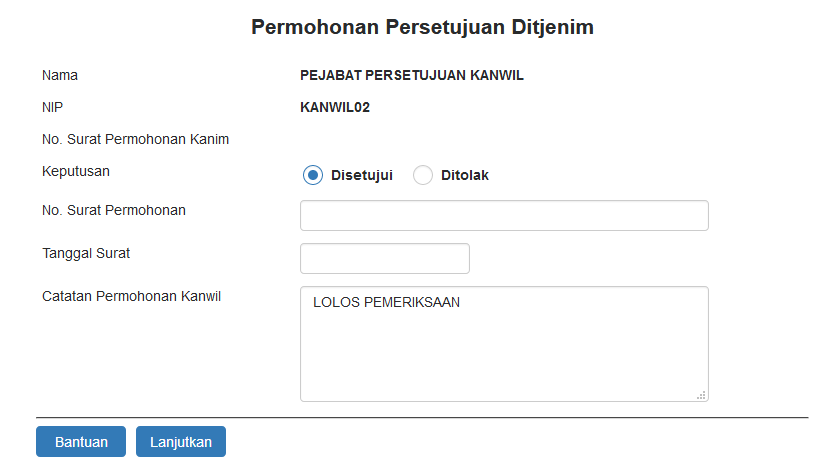 Permohonan Persetujuan Ditjenim
Nama PEJABAT PERSETUJUAN KANWIL
NIP KANWIL02
No. Surat Permohonan Kanim
Keputusan Disetujui Ditolak
No. Surat Permohonan
Tanggal Surat
Catatan Permohonan Kanwil LOLOS PEMERIKSAAN
Bantuan Lanjutkan